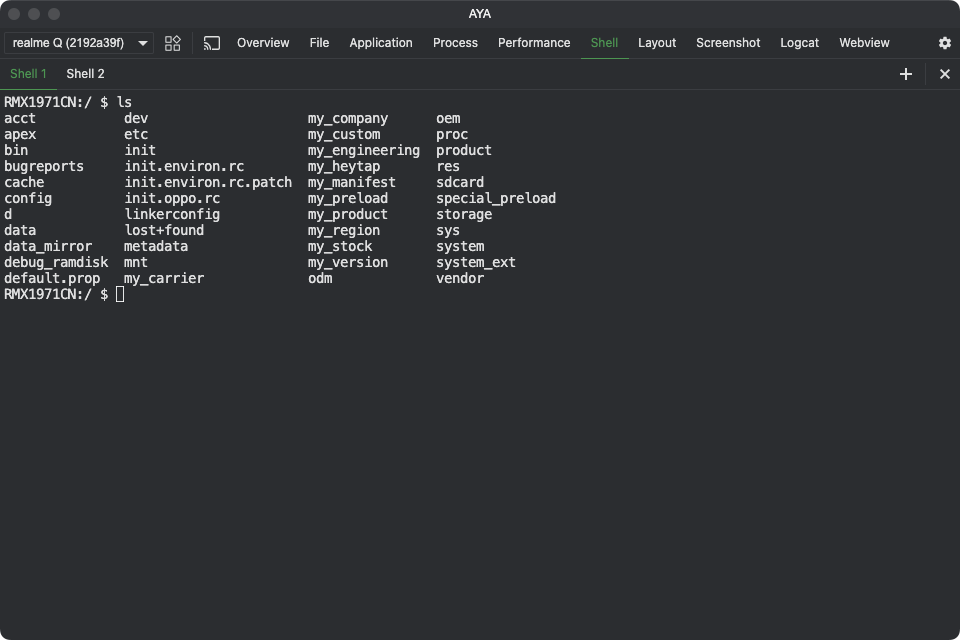 AYA
realme Q (2192a39f) Overview File Application Process Performance Shell Layout Screenshot Logcat Webview
Shell 1 Shell 2
RMX1971CN:/ $ ls
acct dev my_company oem
apex etc my_custom proc
bin init my_engineering product
bugreports init.environ.rc my_heytap res
cache init.environ.rc.patch my_manifest sdcard
config init.oppo.rc my_preload special_preload
d linkerconfig my_product storage
data lost+found my_region sys
data_mirror metadata my_stock system
debug_ramdisk mnt my_version system_ext
default.prop my_carrier odm vendor
RMX1971CN:/ $